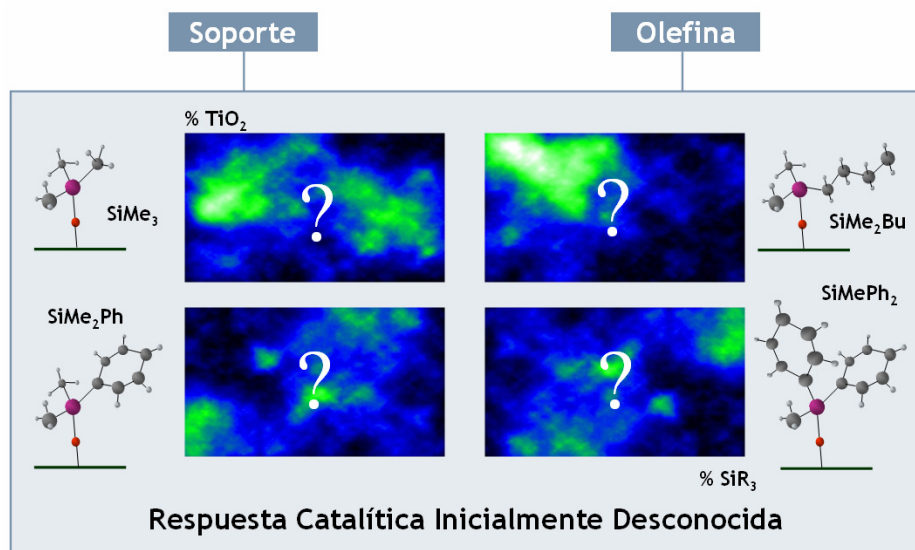 Soporte
Olefina
% TiO₂
SiMe₃
?
?
SiMe₂Bu
SiMe₂Ph
SiMePh₂
?
?
% SiR₃
Respuesta Catalítica Inicialmente Desconocida